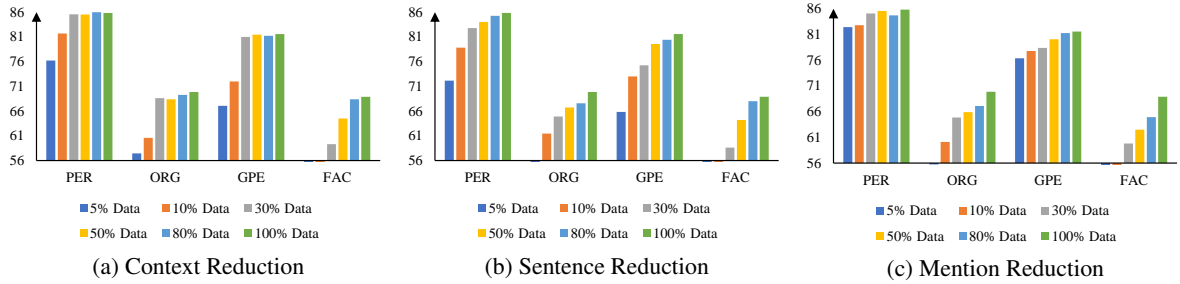 86
81
76
71
66
61
56
PER ORG GPE FAC
5% Data 10% Data 30% Data
50% Data 80% Data 100% Data
(a) Context Reduction
86
81
76
71
66
61
56
PER ORG GPE FAC
5% Data 10% Data 30% Data
50% Data 80% Data 100% Data
(b) Sentence Reduction
86
81
76
71
66
61
56
PER ORG GPE FAC
5% Data 10% Data 30% Data
50% Data 80% Data 100% Data
(c) Mention Reduction